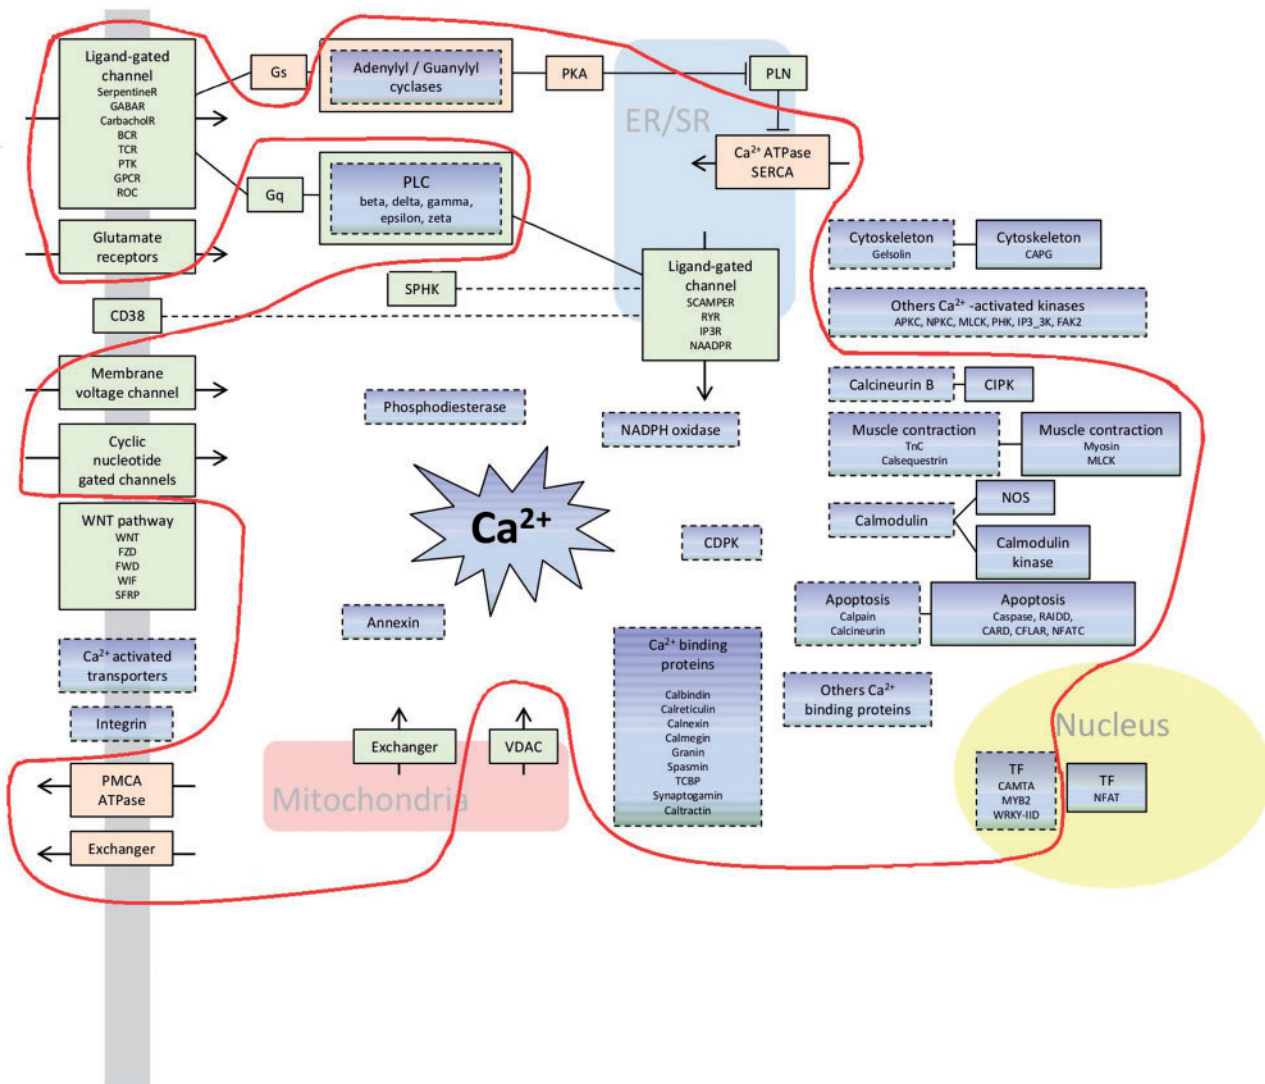 Ligand-gated
channel
SerpentineR
GABAR
CarbacholR
BCR
TCR
PTK
GPCR
ROC
Gs
Adenylyl / Guanylyl
cyclases
PKA
PLN
ER/SR
Ca²⁺ ATPase
SERCA
Gq
PLC
beta, delta, gamma,
epsilon, zeta
Glutamate
receptors
SPHK
CD38
Ligand-gated
channel
SCAMPER
RYR
IP3R
NAADPR
Cytoskeleton
Gelsolin
Cytoskeleton
CAPG
Others Ca²⁺ -activated kinases
APKC, NPKC, MLCK, PHK, IP3_3K, FAK2
Membrane
voltage channel
Phosphodiesterase
NADPH oxidase
Calcineurin B
CIPK
Cyclic
nucleotide
gated channels
Muscle contraction
TnC
Calsequestrin
Muscle contraction
Myosin
MLCK
Ca²⁺
CDPK
Calmodulin
NOS
Calmodulin
kinase
WNT pathway
WNT
FZD
FWD
WIF
SFRP
Annexin
Apoptosis
Calpain
Calcineurin
Apoptosis
Caspase, RAIDD,
CARD, CFLAR, NFATC
Ca²⁺ activated
transporters
Integrin
Ca²⁺ binding
proteins
Calbindin
Calreticulin
Calnexin
Calmegin
Granin
Spasmin
TCBP
Synaptogamin
Caltractin
Others Ca²⁺
binding proteins
Exchanger
VDAC
Mitochondria
Nucleus
TF
CAMTA
MYB2
WRKY-IID
TF
NFAT
PMCA
ATPase
Exchanger